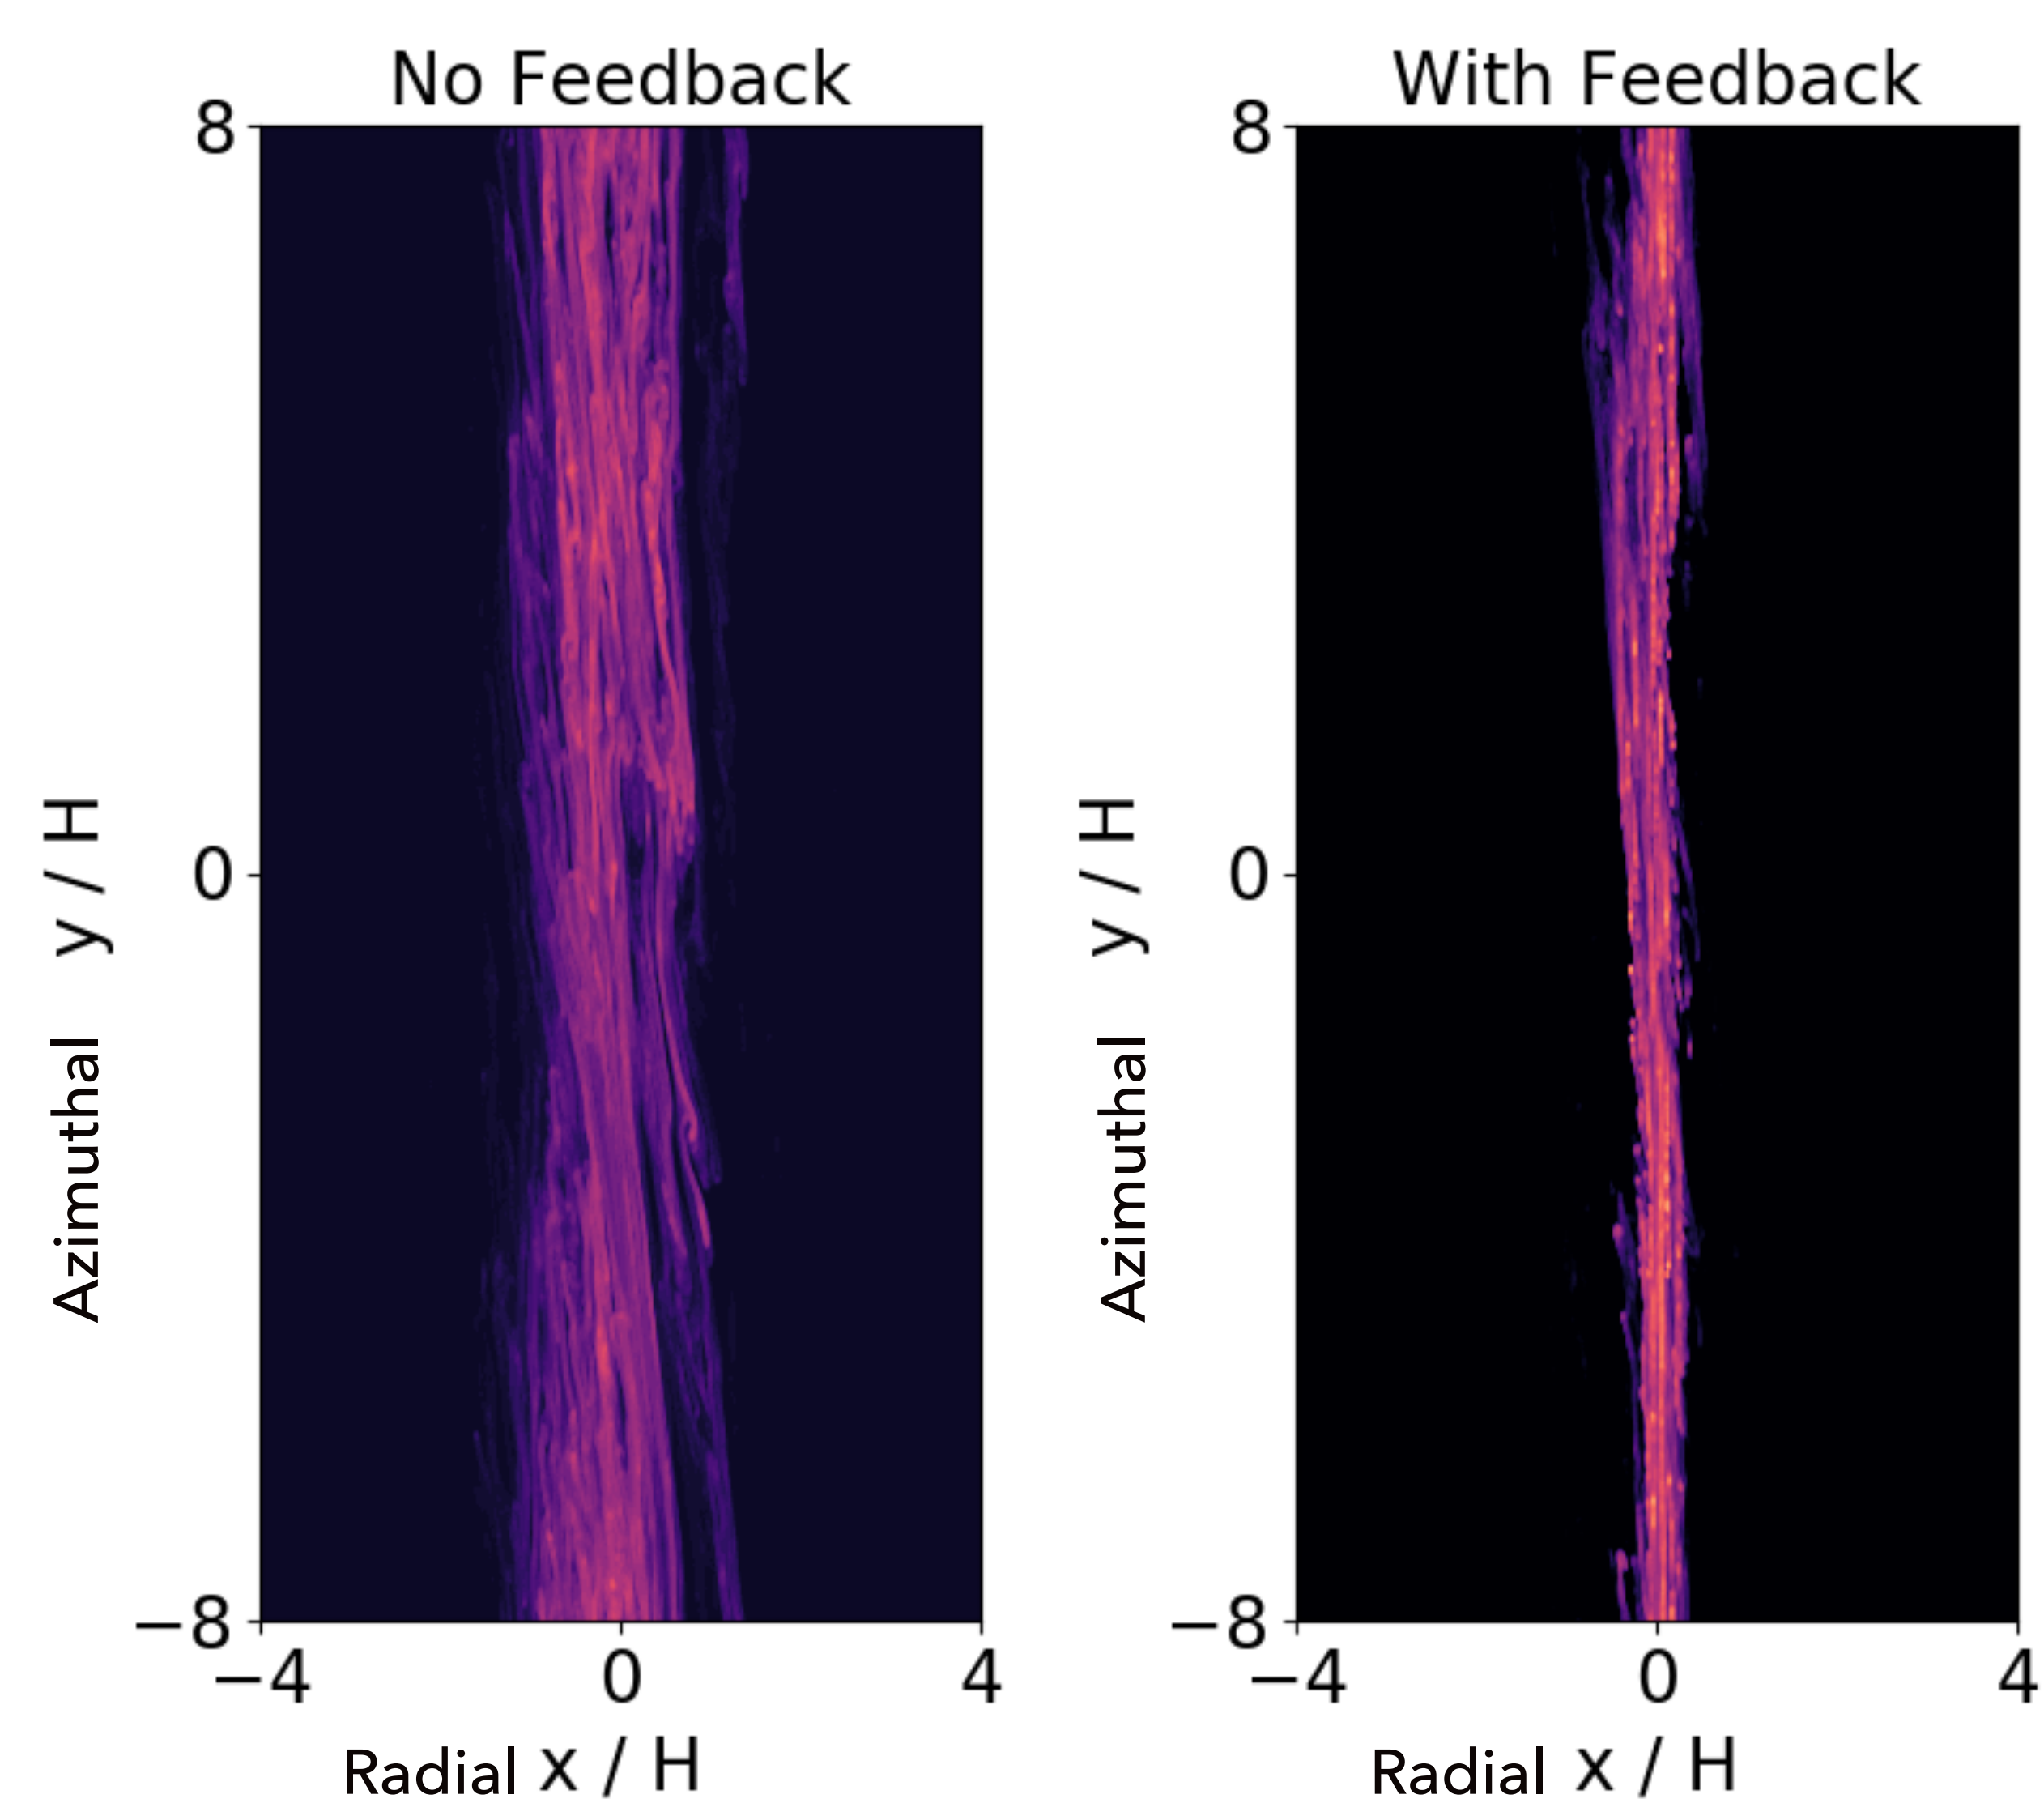 No Feedback
8
0
−8
−4 0 4
Azimuthal y / H
Radial x / H
With Feedback
8
0
−8
−4 0 4
Azimuthal y / H
Radial x / H